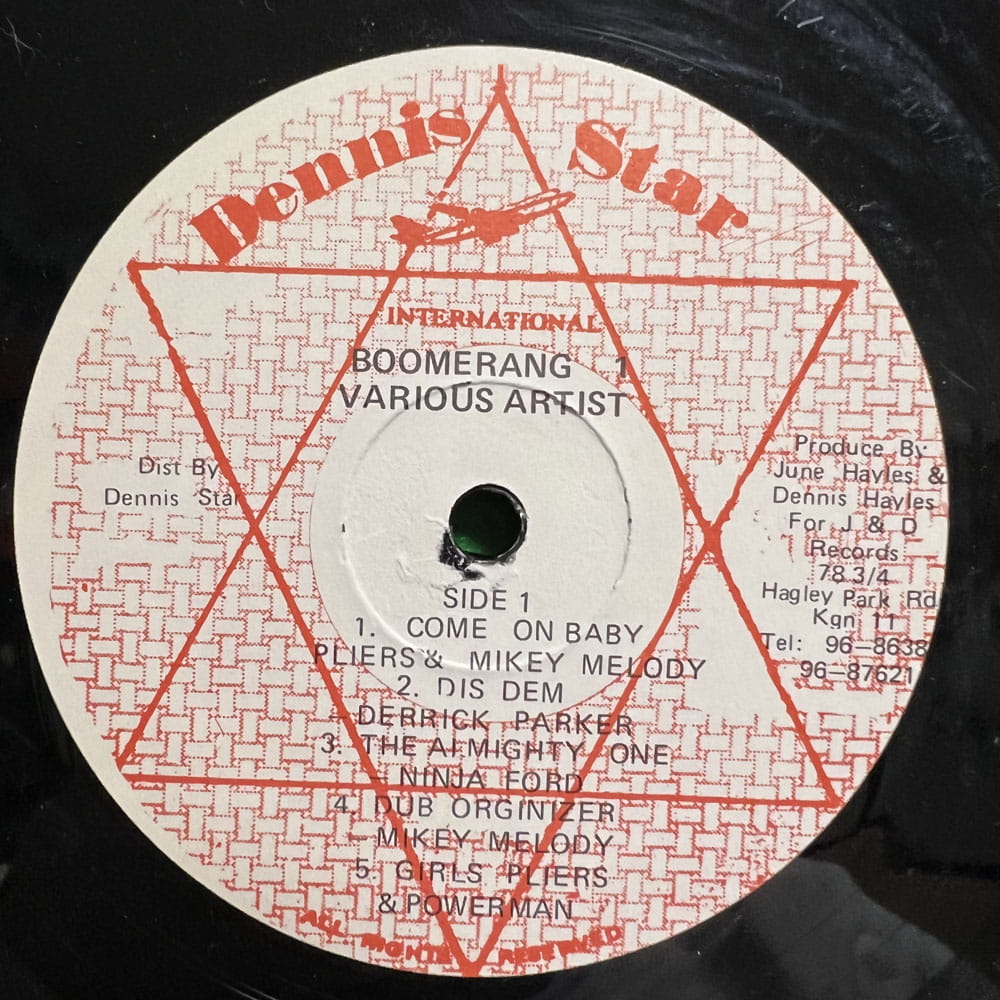 Dennis Star
INTERNATIONAL
BOOMERANG 1
VARIOUS ARTIST
Dist By
Dennis Star
Produce By:
June Hayles &
Dennis Hayles
For J & D
Records
78 3/4
Hagley Park Rd
Kgn 11
Tel: 96-8638
96-87621
SIDE 1
1. COME ON BABY
PLIERS & MIKEY MELODY
2. DIS DEM
- DERRICK PARKER
3. THE ALMIGHTY ONE
- NINJA FORD
4. DUB ORGINIZER
- MIKEY MELODY
5. GIRLS PLIERS
& POWERMAN
ALL RIGHTS RESERVED